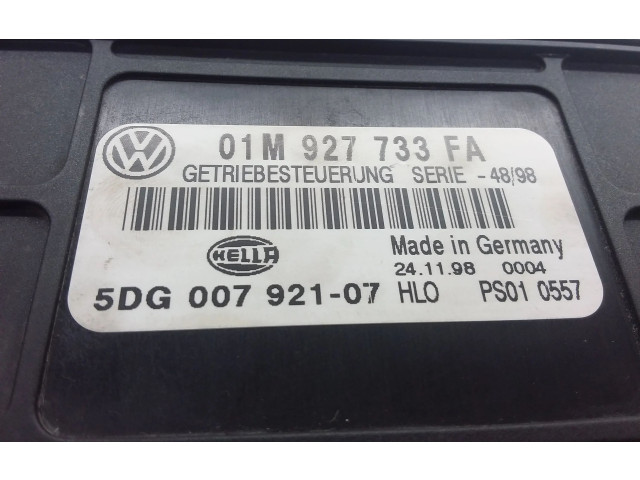 01M 927 733 FA
GETRIEBESTEUERUNG SERIE - 48/98
HELLA
Made in Germany
24.11.98 0004
5DG 007 921-07 HLO PS01 0557